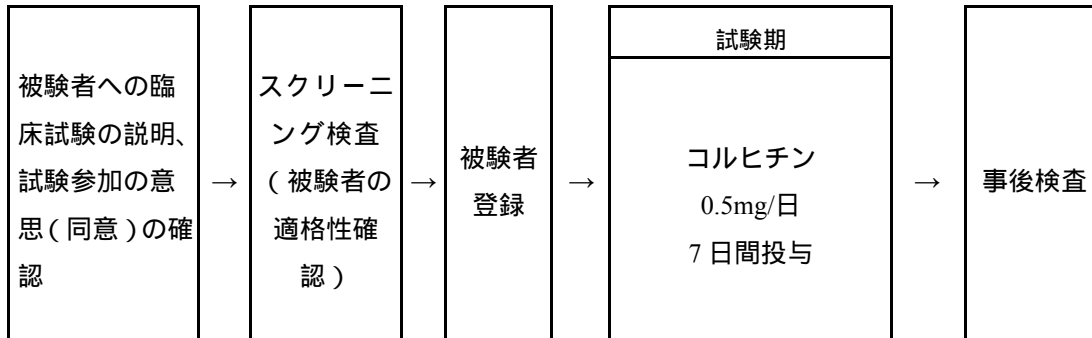 被験者への臨
床試験の説明、
試験参加の意
思(同意)の確
認
→
スクリーニ
ング検査
(被験者の
適格性確
認)
→
被験者
登録
→
試験期
コルヒチン
0.5mg/日
7 日間投与
→
事後検査